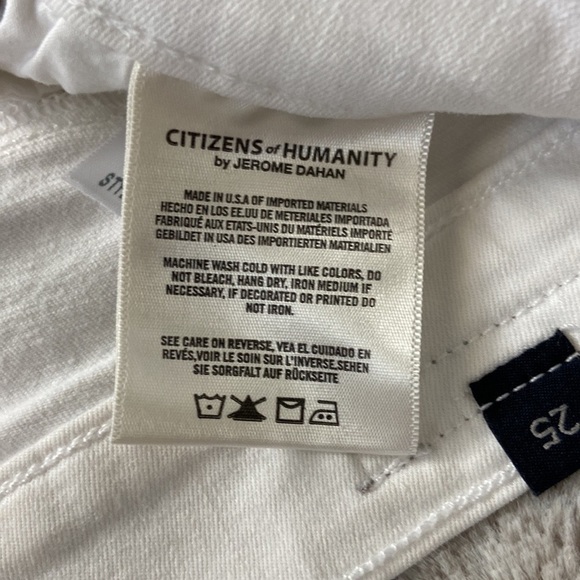 CITIZENS of HUMANITY
by JEROME DAHAN
MADE IN U.S.A OF IMPORTED MATERIALS
HECHO EN LOS EE.UU DE METERIALES IMPORTADA
FABRIQUÉ AUX ETATS-UNIS DU MATÉRIELS IMPORTÉ
GEBILDET IN USA DES IMPORTIERTEN MATERIALIEN
MACHINE WASH COLD WITH LIKE COLORS, DO
NOT BLEACH, HANG DRY, IRON MEDIUM IF
NECESSARY, IF DECORATED OR PRINTED DO
NOT IRON.
SEE CARE ON REVERSE, VEA EL CUIDADO EN
REVÉS,VOIR LE SOIN SUR L'INVERSE,SEHEN
SIE SORGFALT AUF RÜCKSEITE
25